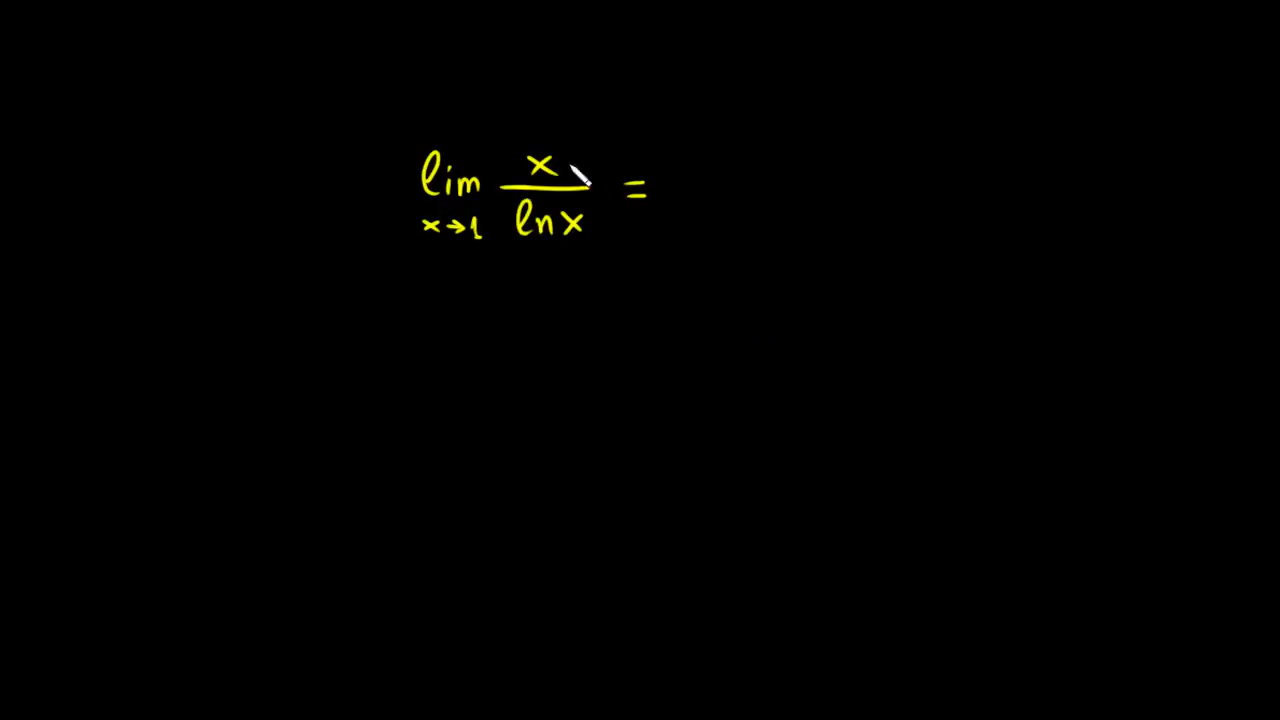 lim x/ln x =
x→1